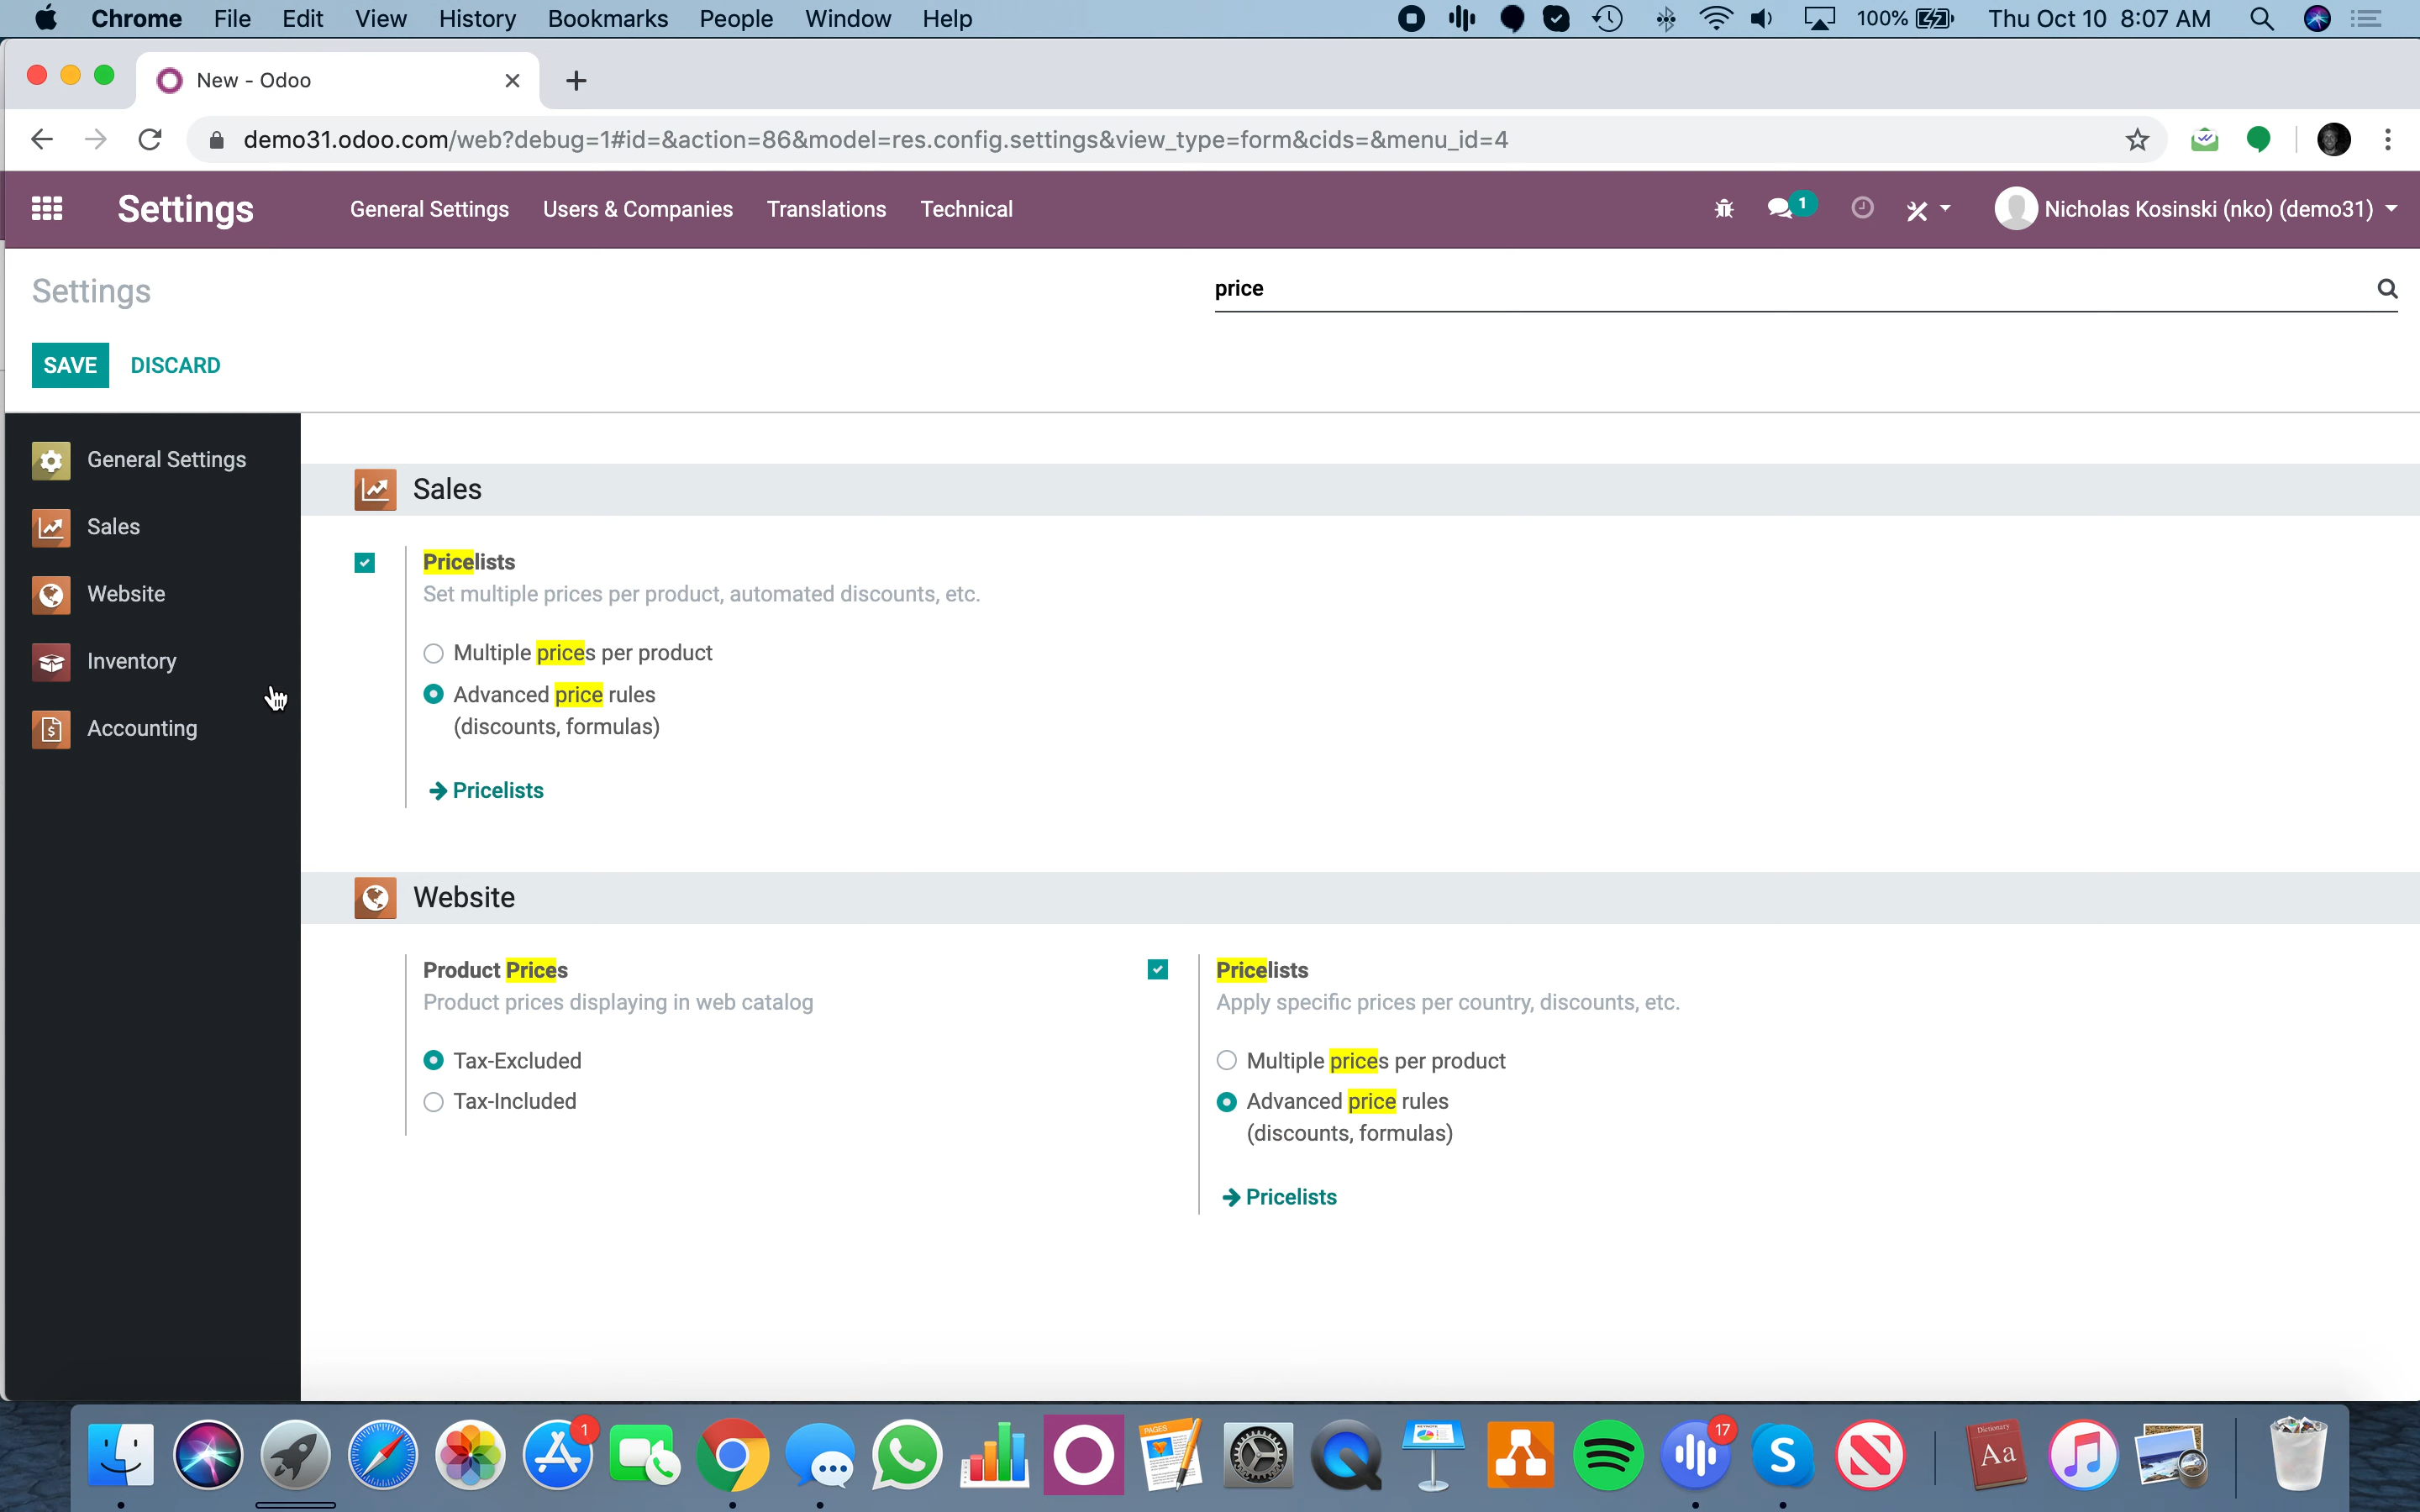 Chrome File Edit View History Bookmarks People Window Help 100% Thu Oct 10 8:07 AM
New - Odoo
demo31.odoo.com/web?debug=1#id=&action=86&model=res.config.settings&view_type=form&cids=&menu_id=4
Settings General Settings Users & Companies Translations Technical 1 Nicholas Kosinski (nko) (demo31)
Settings price
SAVE DISCARD
General Settings
Sales
Website
Inventory
Accounting
Sales
Pricelists
Set multiple prices per product, automated discounts, etc.
Multiple prices per product
Advanced price rules
(discounts, formulas)
Pricelists
Website
Product Prices
Product prices displaying in web catalog
Tax-Excluded
Tax-Included
Pricelists
Apply specific prices per country, discounts, etc.
Multiple prices per product
Advanced price rules
(discounts, formulas)
Pricelists
1
PAGES
17
S
Dictionary
Aa